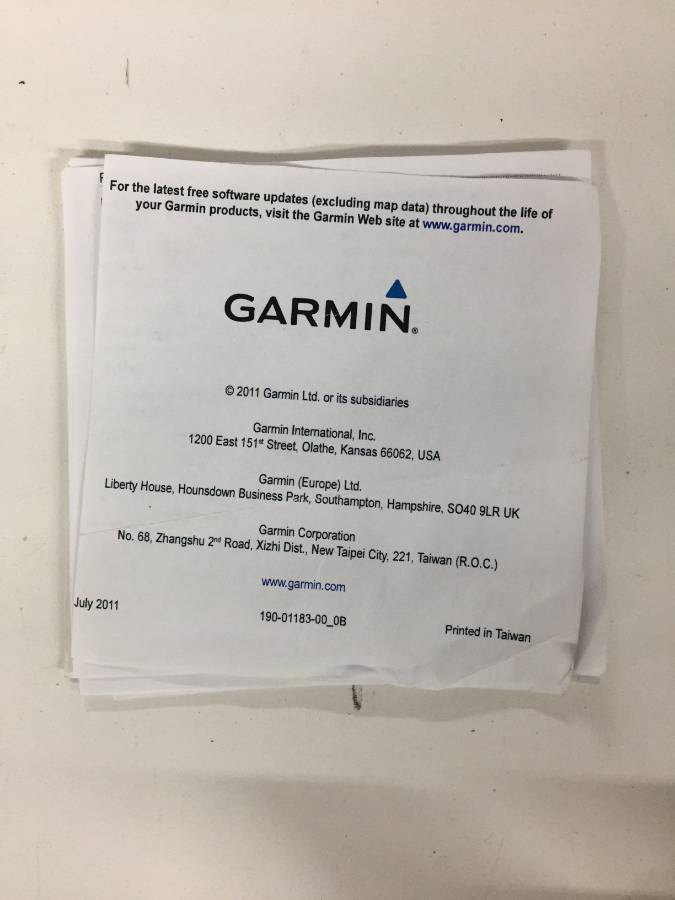 For the latest free software updates (excluding map data) throughout the life of
your Garmin products, visit the Garmin Web site at www.garmin.com.
GARMIN®
© 2011 Garmin Ltd. or its subsidiaries
Garmin International, Inc.
1200 East 151st Street, Olathe, Kansas 66062, USA
Garmin (Europe) Ltd.
Liberty House, Hounsdown Business Park, Southampton, Hampshire, SO40 9LR UK
Garmin Corporation
No. 68, Zhangshu 2nd Road, Xizhi Dist., New Taipei City, 221, Taiwan (R.O.C.)
www.garmin.com
July 2011
190-01183-00_0B
Printed in Taiwan